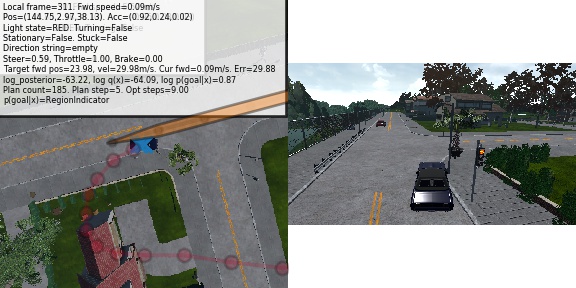 Local frame=311. Fwd speed=0.09m/s
Pos=(144.75,2.97,38.13). Acc=(0.92,0.24,0.02)
Light state=RED. Turning=False
Stationary=False. Stuck=False
Direction string=empty
Steer=0.59, Throttle=1.00, Brake=0.00
Target fwd pos=23.98, vel=29.98m/s. Cur fwd=0.09m/s. Err=29.88
log_posterior=-63.22, log q(x)=-64.09, log p(goal|x)=0.87
Plan count=185. Plan step=5. Opt steps=9.00
p(goal|x)=RegionIndicator